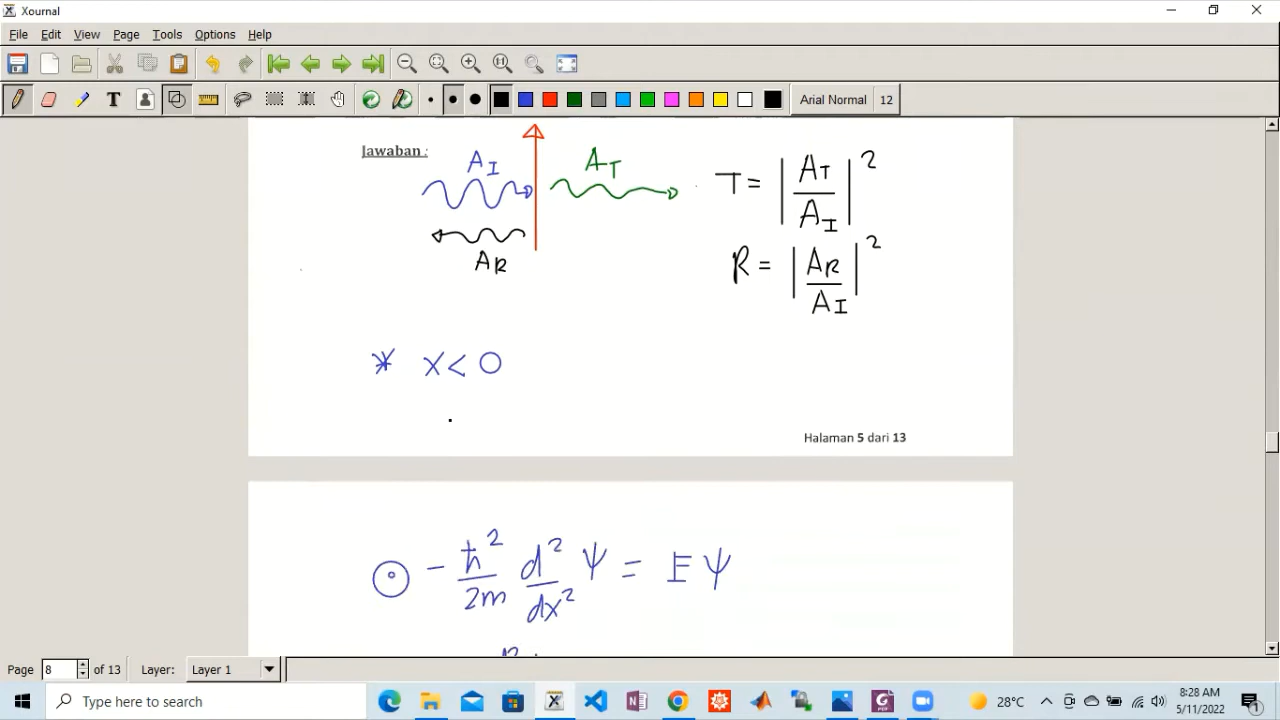 Xournal
File Edit View Page Tools Options Help
Arial Normal 12
Jawaban :
A_I
A_T
A_R
T = |A_T / A_I|^2
R = |A_R / A_I|^2
* x < 0
Halaman 5 dari 13
- ħ^2/2m d^2/dx^2 Ψ = E Ψ
Page 8 of 13 Layer: Layer 1
Type here to search
28°C
8:28 AM
5/11/2022